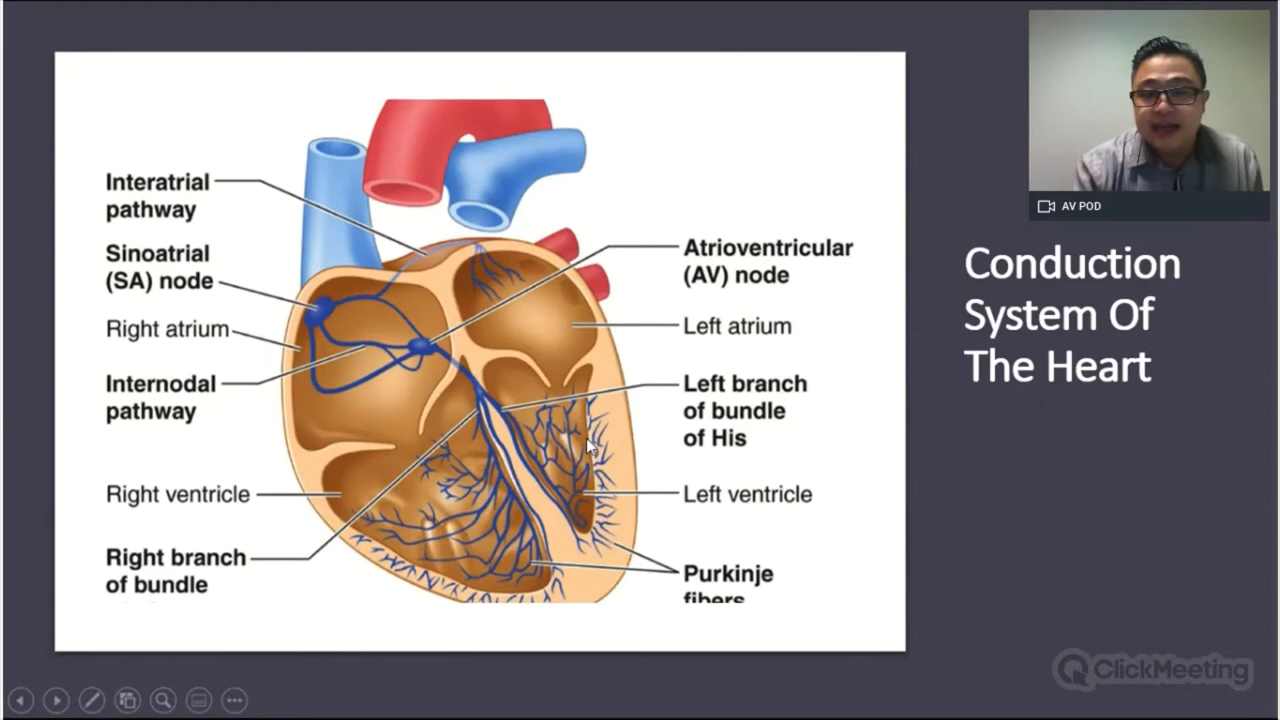 Interatrial
pathway
Sinoatrial
(SA) node
Right atrium
Internodal
pathway
Right ventricle
Right branch
of bundle
Atrioventricular
(AV) node
Left atrium
Left branch
of bundle
of His
Left ventricle
Purkinje
fibers
AV POD
Conduction
System Of
The Heart
ClickMeeting